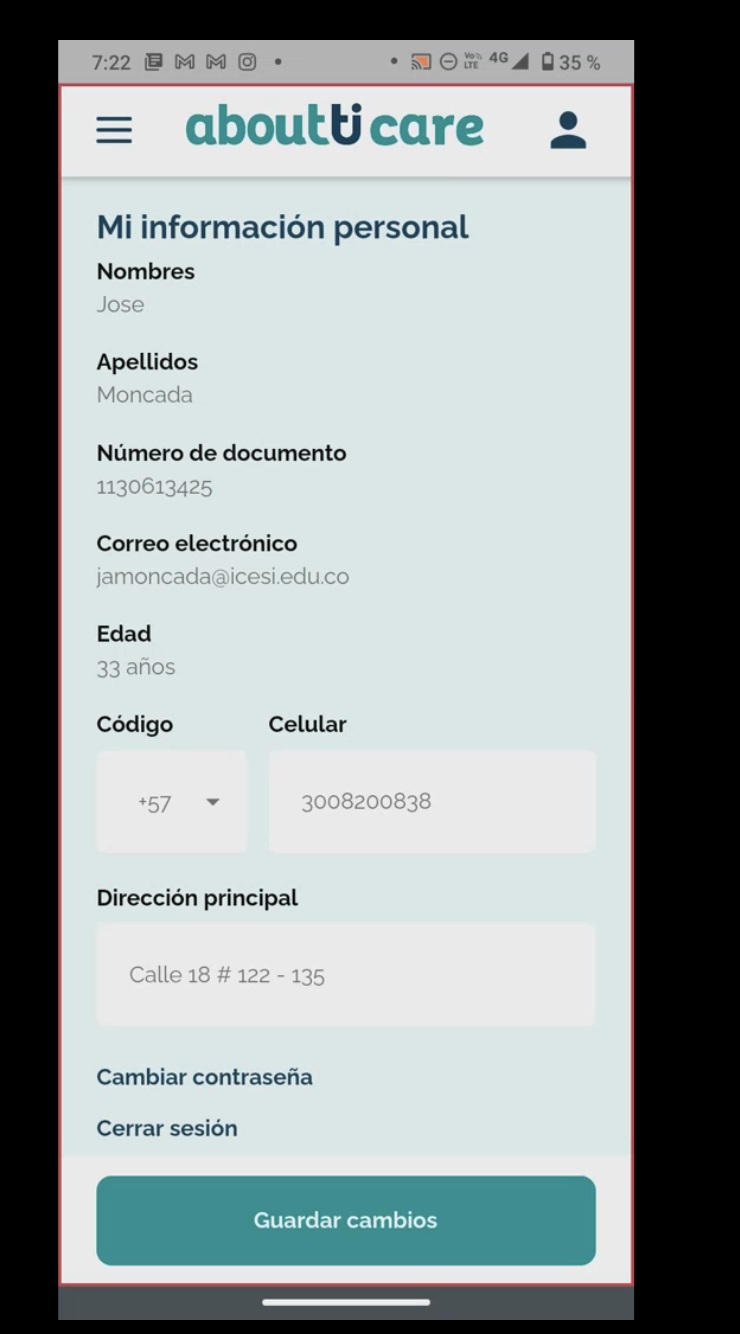 7:22 VoLTE 4G 35 %
aboutti care
Mi información personal
Nombres
Jose
Apellidos
Moncada
Número de documento
1130613425
Correo electrónico
jamoncada@icesi.edu.co
Edad
33 años
Código Celular
+57 3008200838
Dirección principal
Calle 18 # 122 - 135
Cambiar contraseña
Cerrar sesión
Guardar cambios